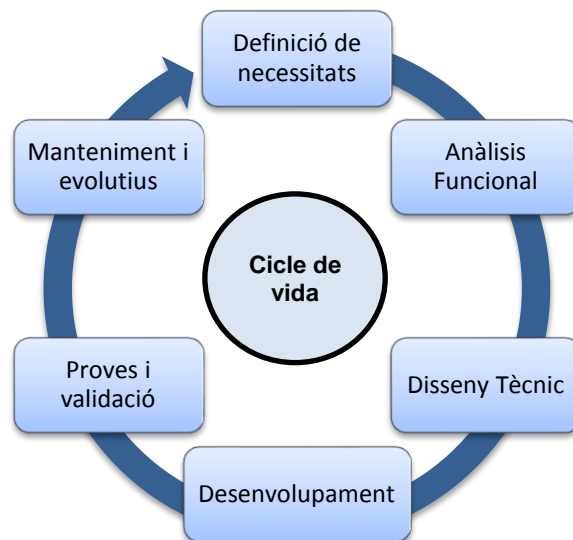 Definició de
necessitats
Anàlisis
Funcional
Disseny Tècnic
Desenvolupament
Proves i
validació
Manteniment i
evolutius
Cicle de
vida